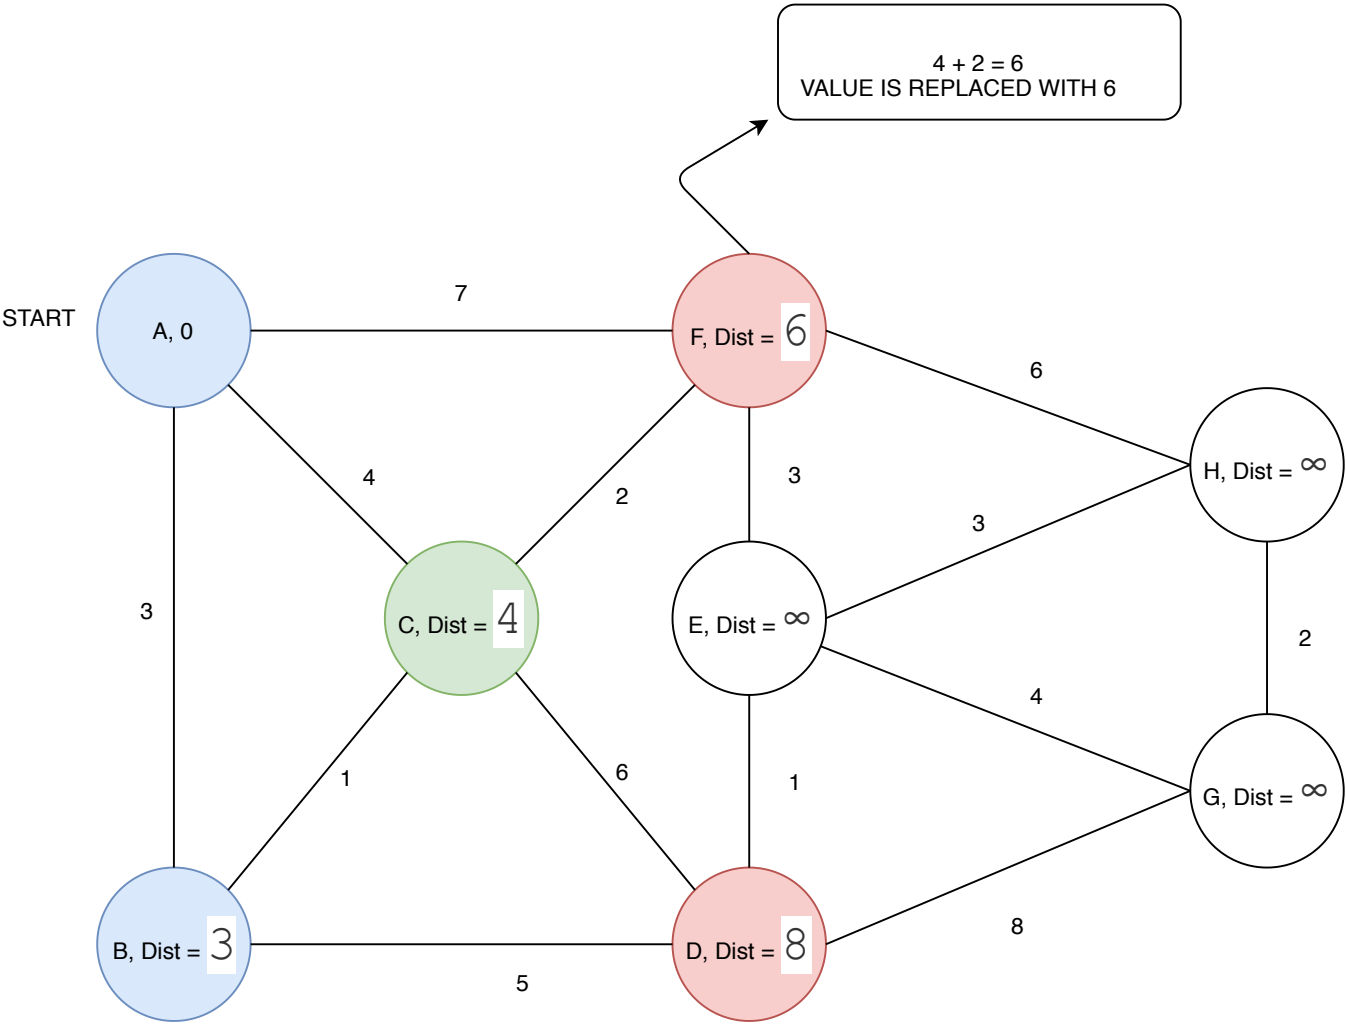 4 + 2 = 6
VALUE IS REPLACED WITH 6
START
A, 0
7
F, Dist = 6
6
H, Dist = ∞
4
2
3
3
3
C, Dist = 4
E, Dist = ∞
2
4
1
6
1
G, Dist = ∞
8
B, Dist = 3
5
D, Dist = 8